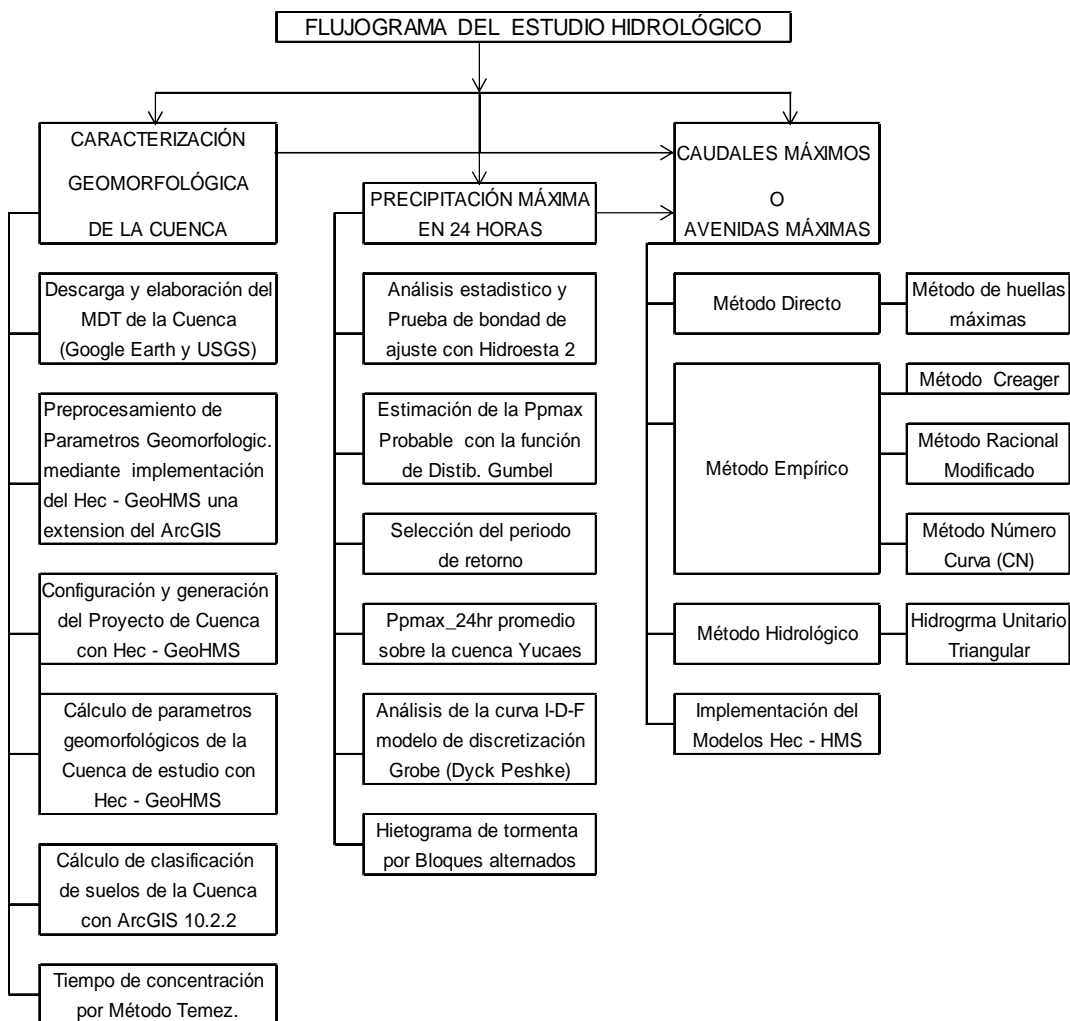 FLUJOGRAMA DEL ESTUDIO HIDROLÓGICO
CARACTERIZACIÓN
GEOMORFOLÓGICA
DE LA CUENCA
Descarga y elaboración del
MDT de la Cuenca
(Google Earth y USGS)
Preprocesamiento de
Parametros Geomorfologic.
mediante implementación
del Hec - GeoHMS una
extension del ArcGIS
Configuración y generación
del Proyecto de Cuenca
con Hec - GeoHMS
Cálculo de parametros
geomorfológicos de la
Cuenca de estudio con
Hec - GeoHMS
Cálculo de clasificación
de suelos de la Cuenca
con ArcGIS 10.2.2
Tiempo de concentración
por Método Temez.
PRECIPITACIÓN MÁXIMA
EN 24 HORAS
Análisis estadistico y
Prueba de bondad de
ajuste con Hidroesta 2
Estimación de la Ppmax
Probable con la función
de Distib. Gumbel
Selección del periodo
de retorno
Ppmax_24hr promedio
sobre la cuenca Yucaes
Análisis de la curva I-D-F
modelo de discretización
Grobe (Dyck Peshke)
Hietograma de tormenta
por Bloques alternados
CAUDALES MÁXIMOS
O
AVENIDAS MÁXIMAS
Método Directo
Método de huellas
máximas
Método Empírico
Método Creager
Método Racional
Modificado
Método Número
Curva (CN)
Método Hidrológico
Hidrogrma Unitario
Triangular
Implementación del
Modelos Hec - HMS